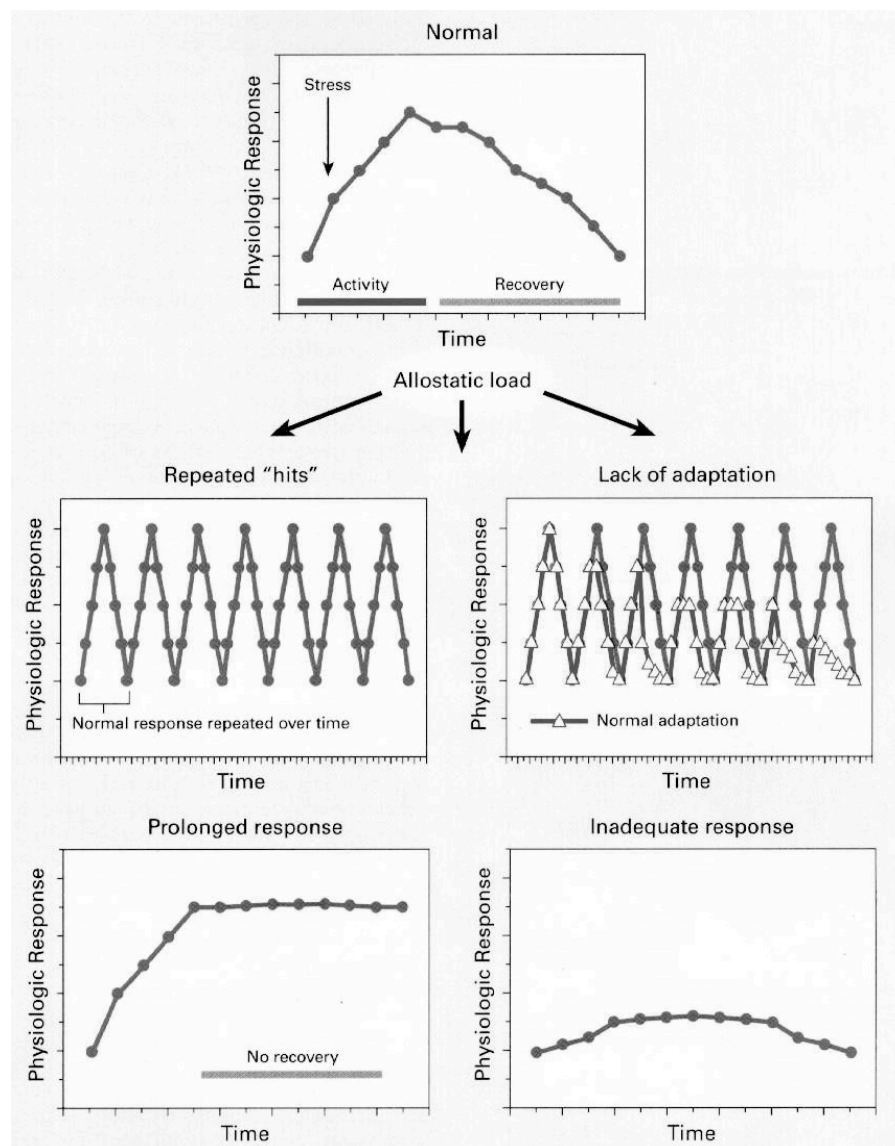 Normal
Stress
Physiologic Response
Activity
Recovery
Time
Allostatic load
Repeated “hits”
Physiologic Response
Normal response repeated over time
Time
Lack of adaptation
Physiologic Response
Normal adaptation
Time
Prolonged response
Physiologic Response
No recovery
Time
Inadequate response
Physiologic Response
Time